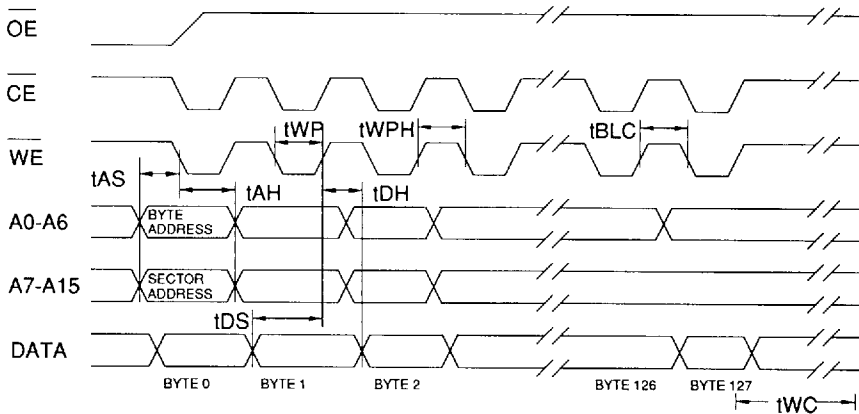 OE
CE
tWP tWPH tBLC
WE
tAS tAH tDH
A0-A6 BYTE ADDRESS
A7-A15 SECTOR ADDRESS
tDS
DATA
BYTE 0 BYTE 1 BYTE 2 BYTE 126 BYTE 127
tWC